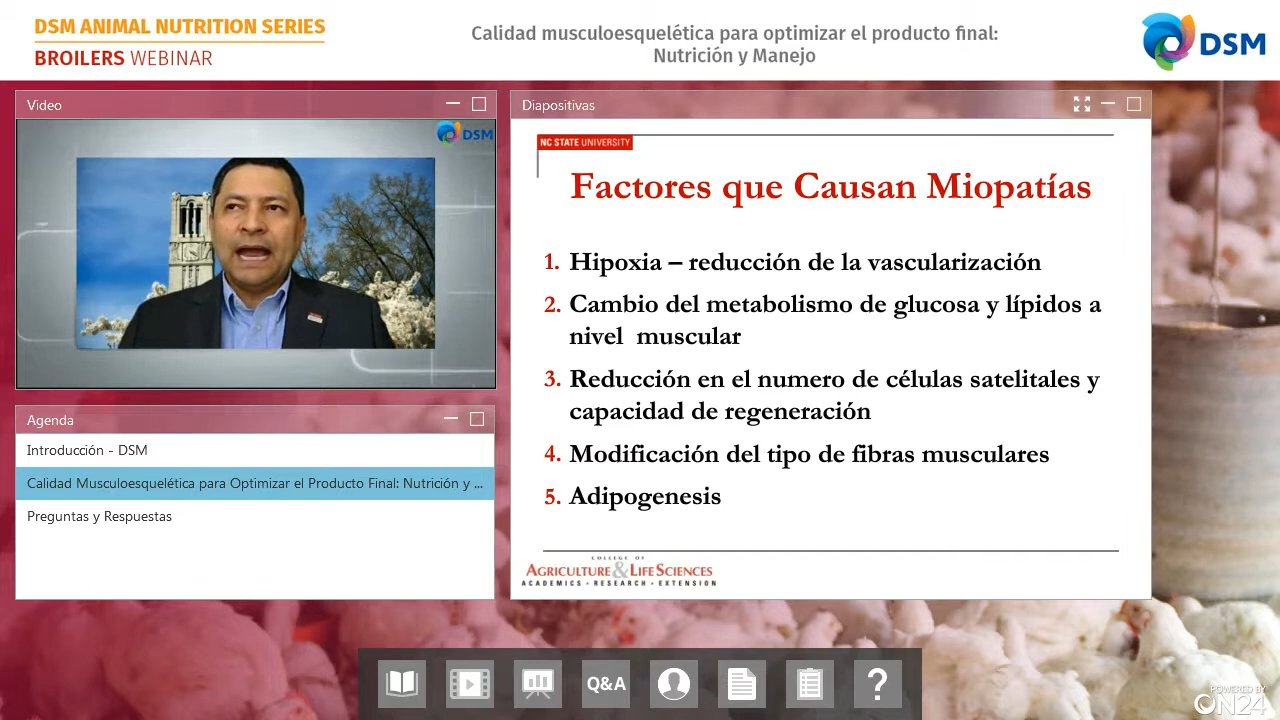 DSM ANIMAL NUTRITION SERIES
BROILERS WEBINAR
Calidad musculoesquelética para optimizar el producto final:
Nutrición y Manejo
DSM
Video
DSM
Agenda
Introducción - DSM
Calidad Musculoesquelética para Optimizar el Producto Final: Nutrición y ...
Preguntas y Respuestas
Diapositivas
NC STATE UNIVERSITY
Factores que Causan Miopatías
1. Hipoxia – reducción de la vascularización
2. Cambio del metabolismo de glucosa y lípidos a
nivel muscular
3. Reducción en el numero de células satelitales y
capacidad de regeneración
4. Modificación del tipo de fibras musculares
5. Adipogenesis
COLLEGE OF
AGRICULTURE & LIFE SCIENCES
ACADEMICS • RESEARCH • EXTENSION
Q&A
?
POWERED BY
ON24